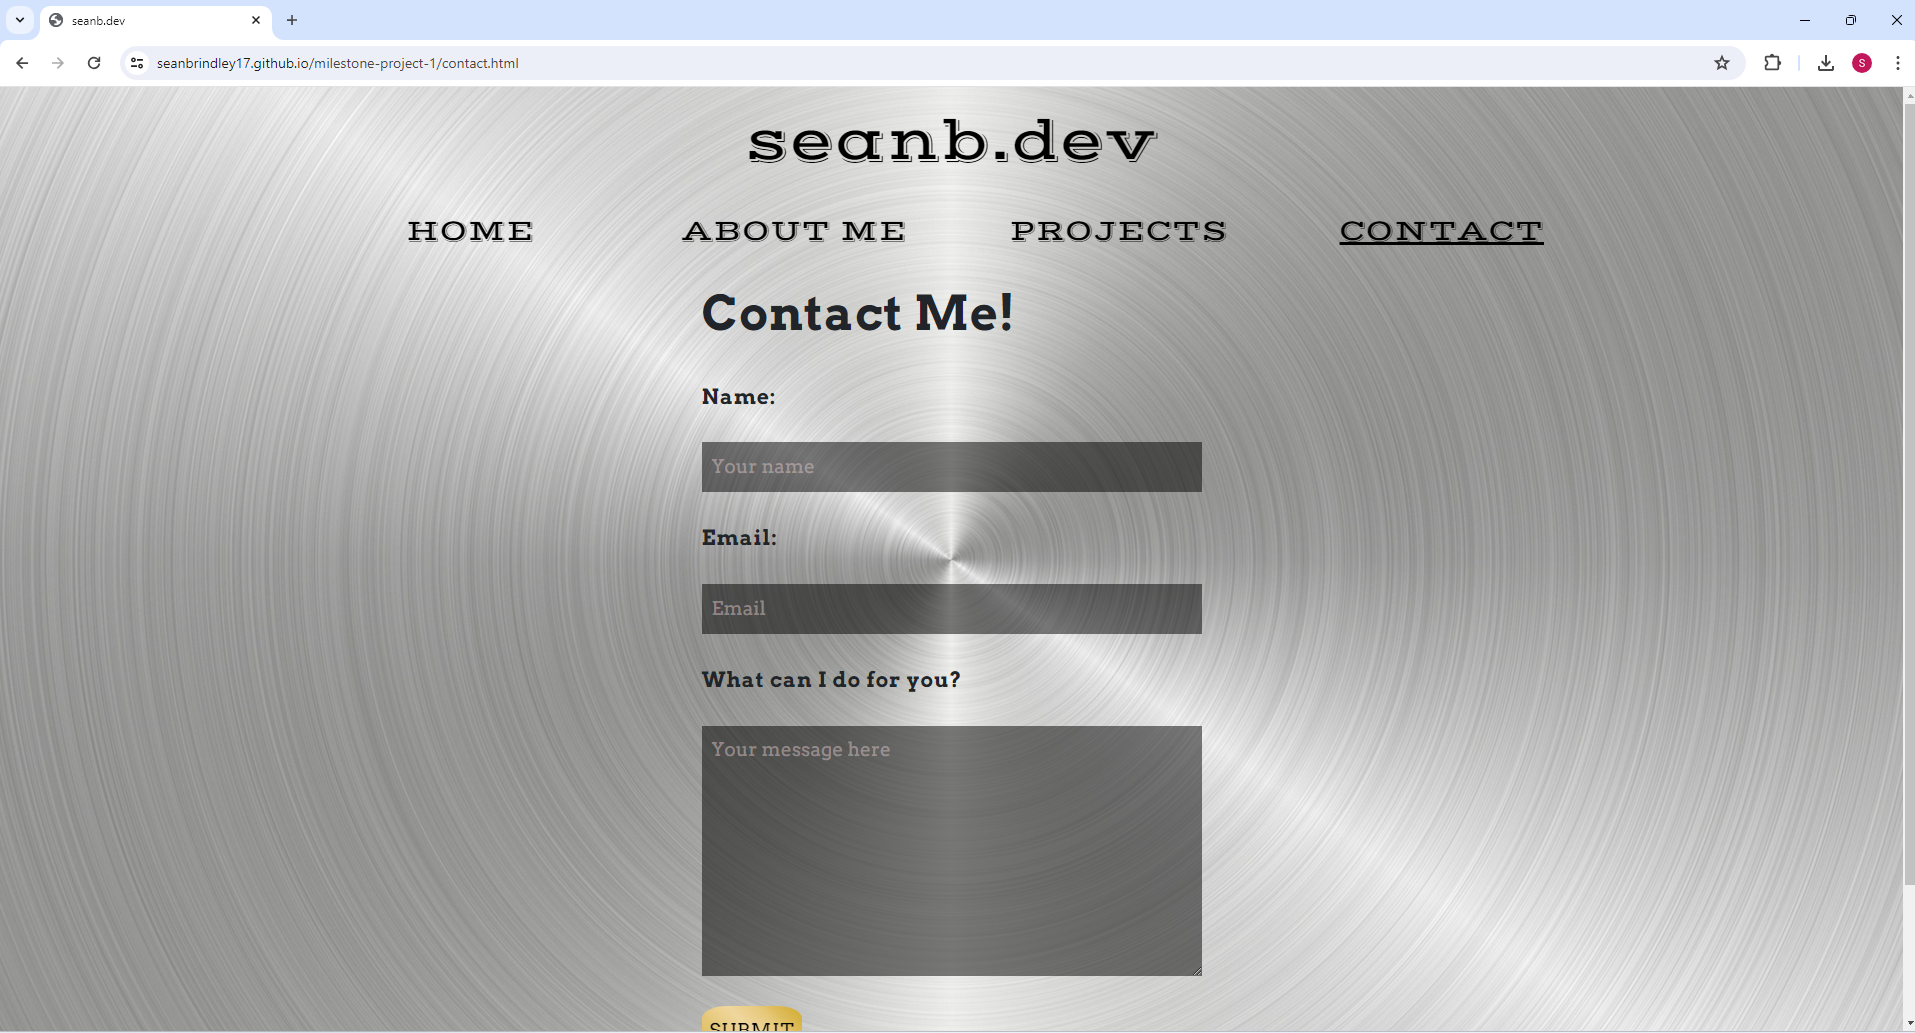 seanb.dev
seanbrindley17.github.io/milestone-project-1/contact.html
S
seanb.dev
HOME ABOUT ME PROJECTS CONTACT
Contact Me!
Name:
Your name
Email:
Email
What can I do for you?
Your message here
SUBMIT